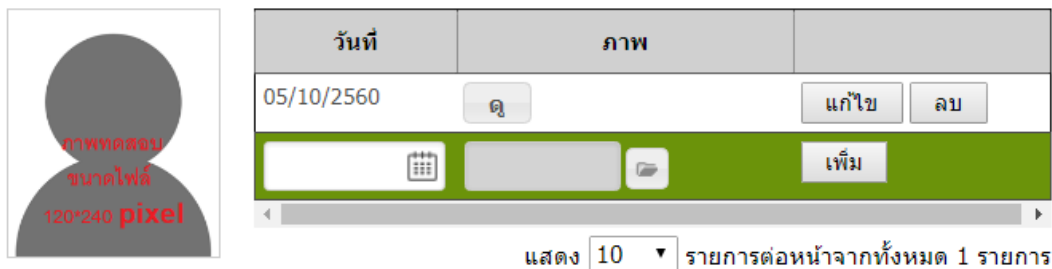 ภาพทดสอบ
ขนาดไฟล์
120*240 pixel
วันที่ ภาพ
05/10/2560 ดู แก้ไข ลบ
เพิ่ม
แสดง 10 รายการต่อหน้าจากทั้งหมด 1 รายการ